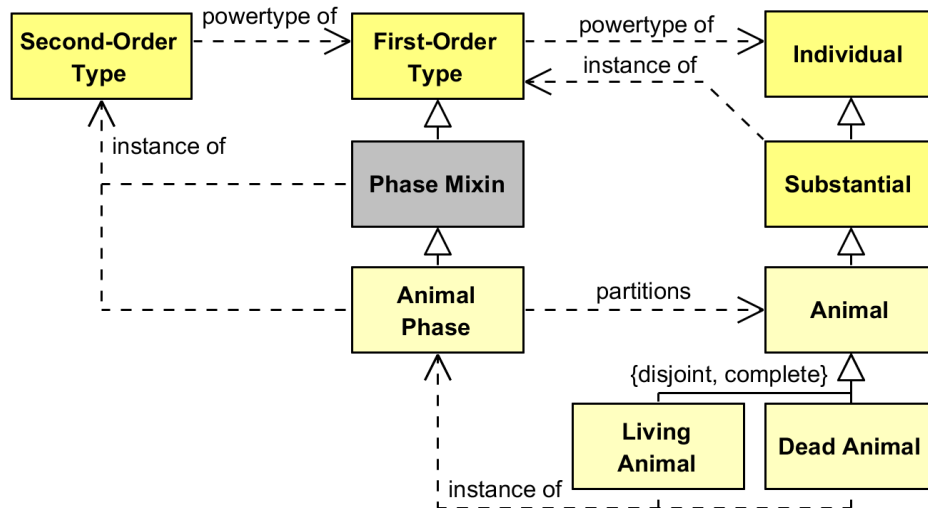 Second-Order
Type
powertype of
First-Order
Type
powertype of
instance of
Individual
instance of
Phase Mixin
Substantial
Animal
Phase
partitions
Animal
{disjoint, complete}
Living
Animal
Dead Animal
instance of